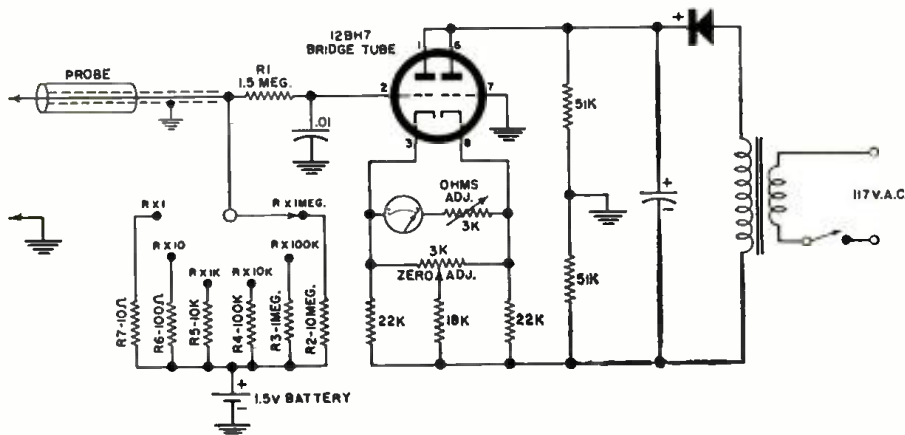 12BH7
BRIDGE TUBE
PROBE
R1
1.5 MEG.
.01
1
6
2
7
3
8
+
51K
51K
+
-
117V.A.C
OHMS
ADJ.
3K
3K
ZERO ADJ.
22K
18K
22K
R X 1
R X 1MEG.
R X 10
R X 100K
R X 1K
R X 10K
R7-10Ω
R6-100Ω
R5-10K
R4-100K
R3-1MEG.
R2-10MEG.
+
-
1.5V BATTERY